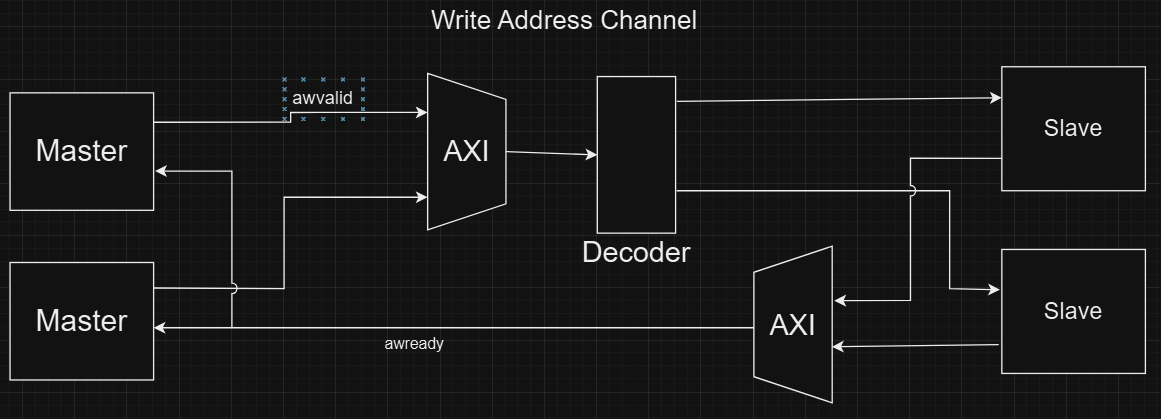 Write Address Channel
awvalid
Master
AXI
Slave
Decoder
Master
AXI
Slave
awready